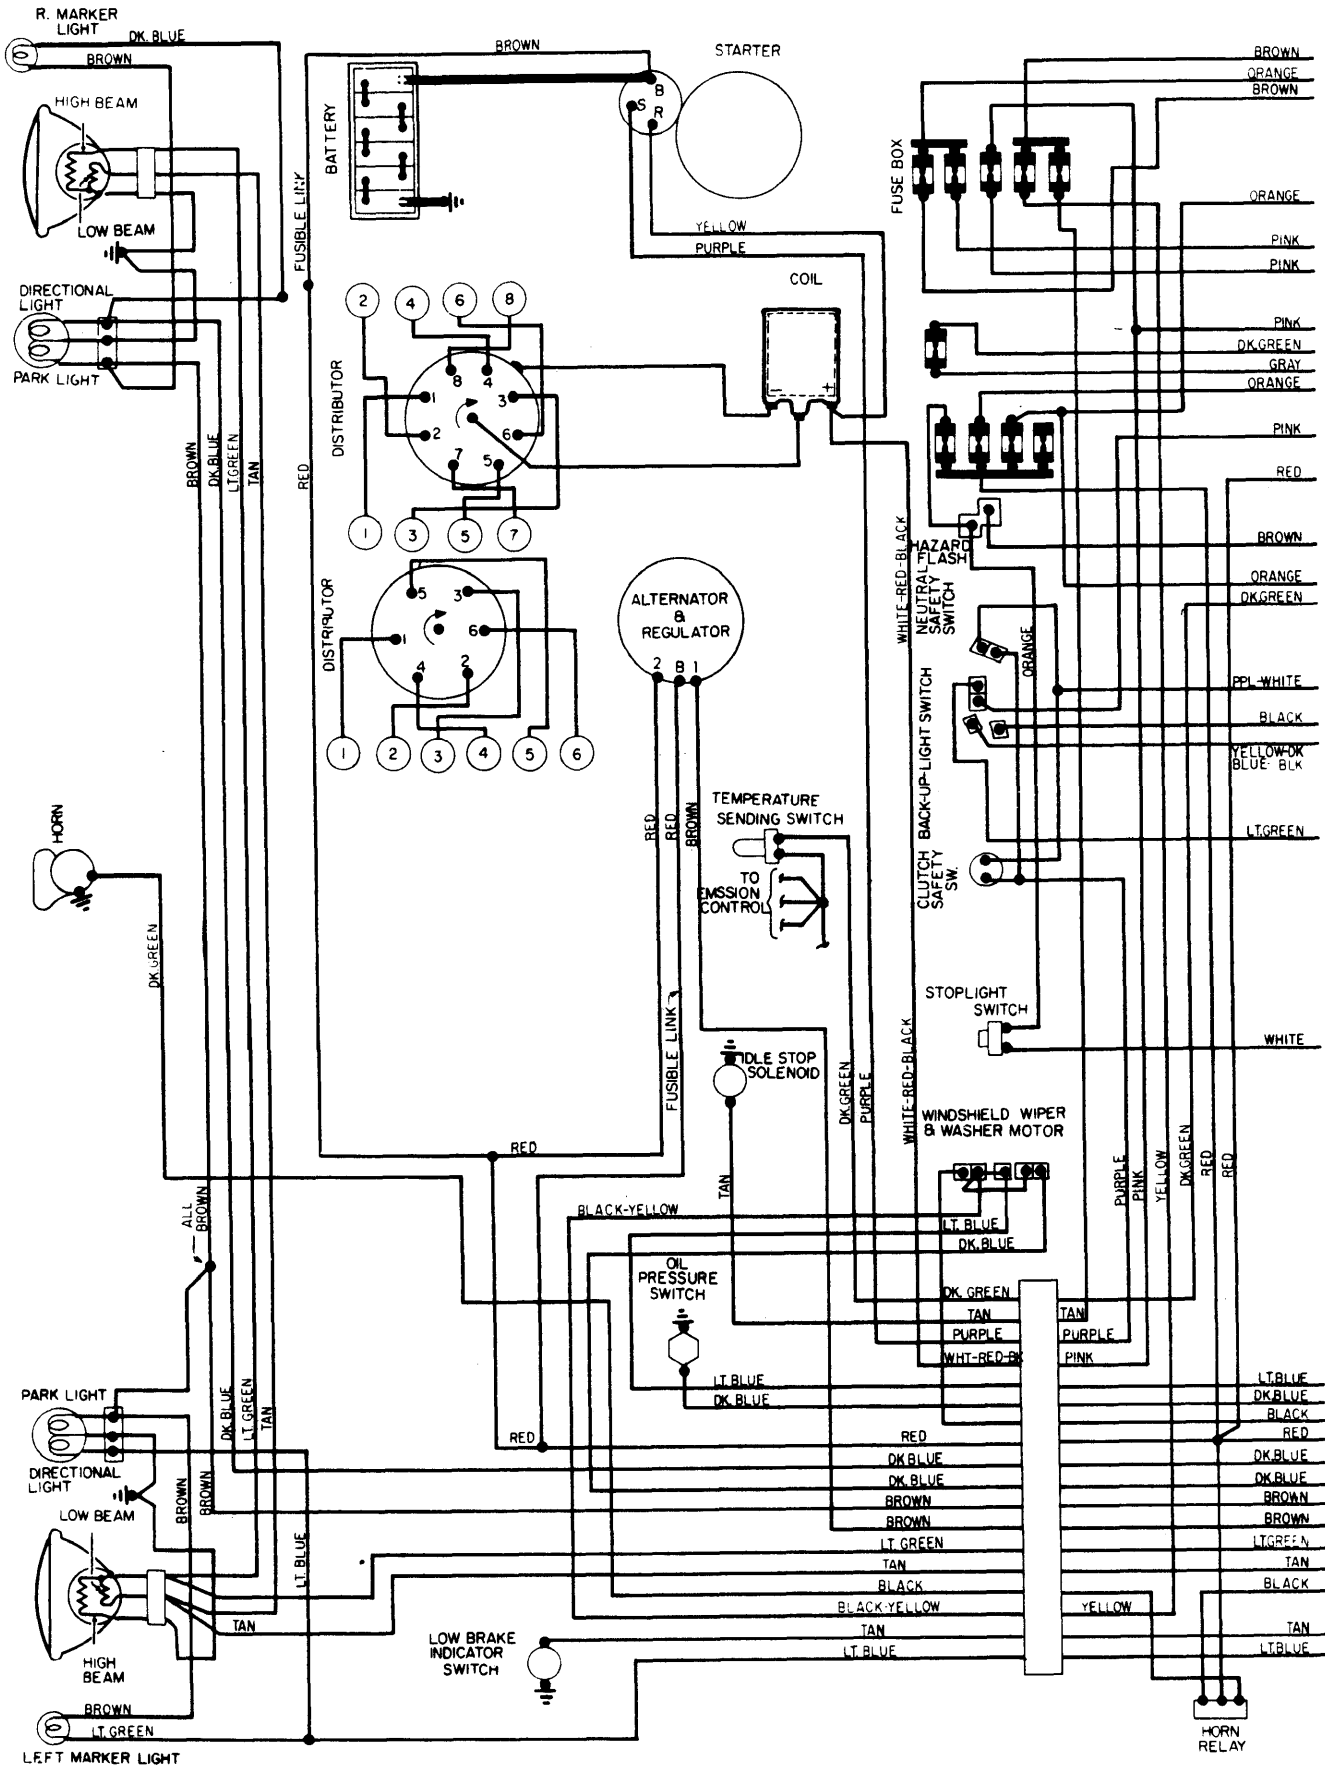 R. MARKER
LIGHT
DK. BLUE
BROWN
HIGH BEAM
LOW BEAM
DIRECTIONAL
LIGHT
PARK LIGHT
BROWN
DK.BLUE
LT.GREEN
TAN
BROWN
FUSIBLE LINK
RED
BATTERY
STARTER
B
S
R
YELLOW
PURPLE
COIL
-
+
DISTRIBUTOR
2
4
6
8
8
4
1
3
2
6
7
5
1
3
5
7
DISTRIBUTOR
5
3
1
6
4
2
1
2
3
4
5
6
ALTERNATOR
&
REGULATOR
2
B
1
RED
RED
BROWN
FUSIBLE LINK
TEMPERATURE
SENDING SWITCH
TO
EMSSION
CONTROL
HORN
DK.GREEN
IDLE STOP
SOLENOID
TAN
DK.GREEN
PURPLE
WHITE-RED-BLACK
WHITE-RED-BLACK
FUSE BOX
BROWN
ORANGE
BROWN
ORANGE
PINK
PINK
PINK
DK.GREEN
GRAY
ORANGE
PINK
RED
HAZARD
FLASH
BROWN
ORANGE
DK.GREEN
NEUTRAL
SAFETY
SWITCH
ORANGE
BACK-UP-LIGHT SWITCH
PPL-WHITE
BLACK
YELLOW-DK
BLUE- BLK
LT.GREEN
CLUTCH
SAFETY
SW.
STOPLIGHT
SWITCH
WHITE
WINDSHIELD WIPER
& WASHER MOTOR
PURPLE
PINK
YELLOW
DK.GREEN
RED
RED
RED
BLACK-YELLOW
LT. BLUE
DK.BLUE
OIL
PRESSURE
SWITCH
ALL
BROWN
DK. GREEN
TAN
TAN
PURPLE
PURPLE
WHT-RED-BK
PINK
LT.BLUE
LT.BLUE
DK. BLUE
DK.BLUE
BLACK
RED
RED
RED
DK BLUE
DK.BLUE
DK. BLUE
DK.BLUE
BROWN
BROWN
BROWN
BROWN
LT. GREEN
LT.GREEN
TAN
TAN
BLACK
BLACK
BLACK-YELLOW
YELLOW
TAN
TAN
LT. BLUE
LT.BLUE
PARK LIGHT
DIRECTIONAL
LIGHT
LOW BEAM
DK.BLUE
LT.GREEN
TAN
BROWN
BROWN
LT. BLUE
TAN
HIGH
BEAM
LOW BRAKE
INDICATOR
SWITCH
BROWN
LT. GREEN
LEFT MARKER LIGHT
HORN
RELAY